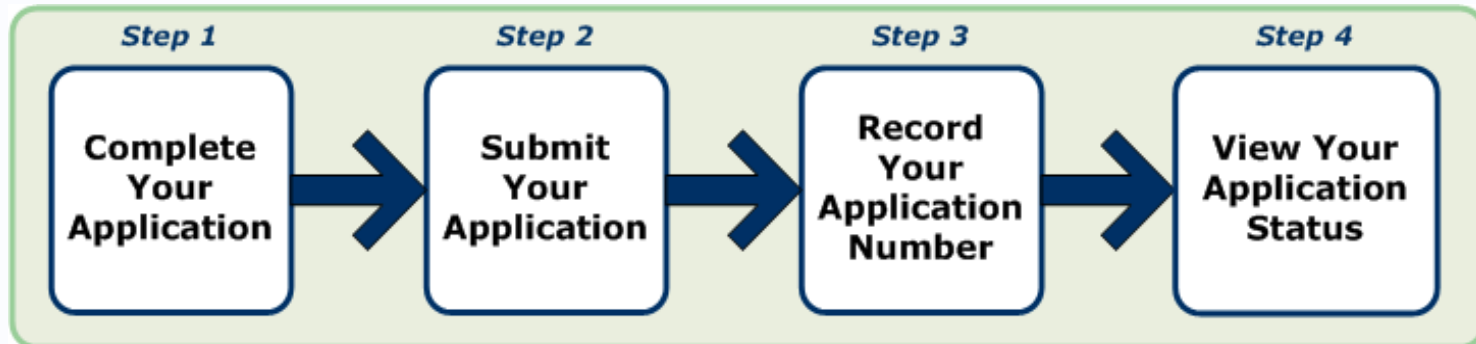 Step 1
Complete
Your
Application
Step 2
Submit
Your
Application
Step 3
Record
Your
Application
Number
Step 4
View Your
Application
Status